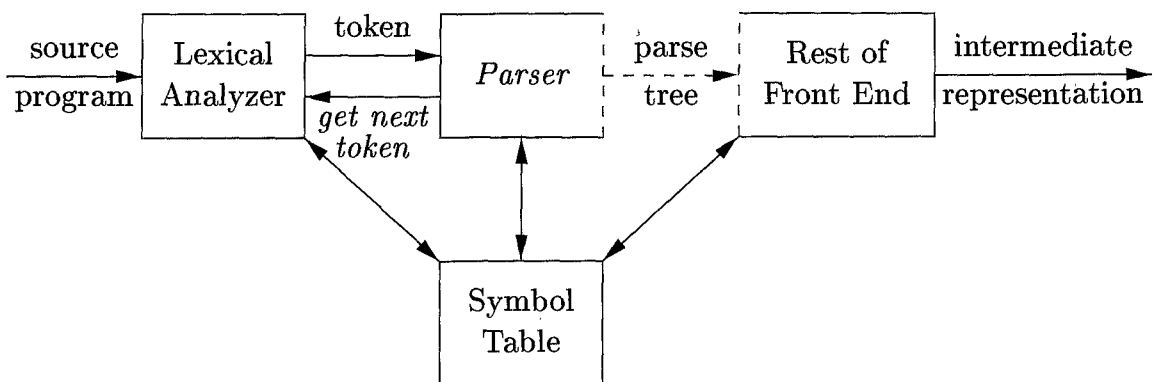 source
program
Lexical
Analyzer
token
get next
token
Parser
parse
tree
Rest of
Front End
intermediate
representation
Symbol
Table